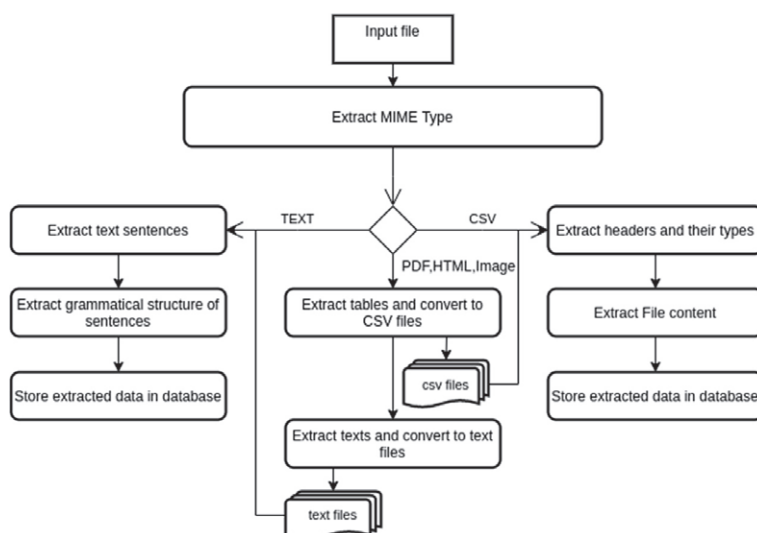 Input file
Extract MIME Type
TEXT
CSV
PDF,HTML,Image
Extract text sentences
Extract grammatical structure of
sentences
Store extracted data in database
Extract tables and convert to
CSV files
csv files
Extract texts and convert to text
files
text files
Extract headers and their types
Extract File content
Store extracted data in database